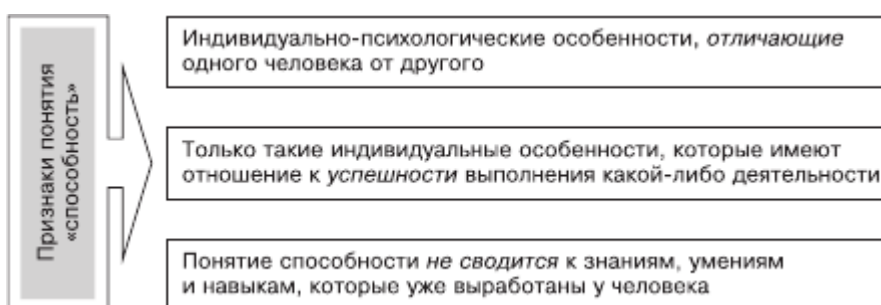 Признаки понятия
«способность»
Индивидуально-психологические особенности, отличающие
одного человека от другого
Только такие индивидуальные особенности, которые имеют
отношение к успешности выполнения какой-либо деятельности
Понятие способности не сводится к знаниям, умениям
и навыкам, которые уже выработаны у человека